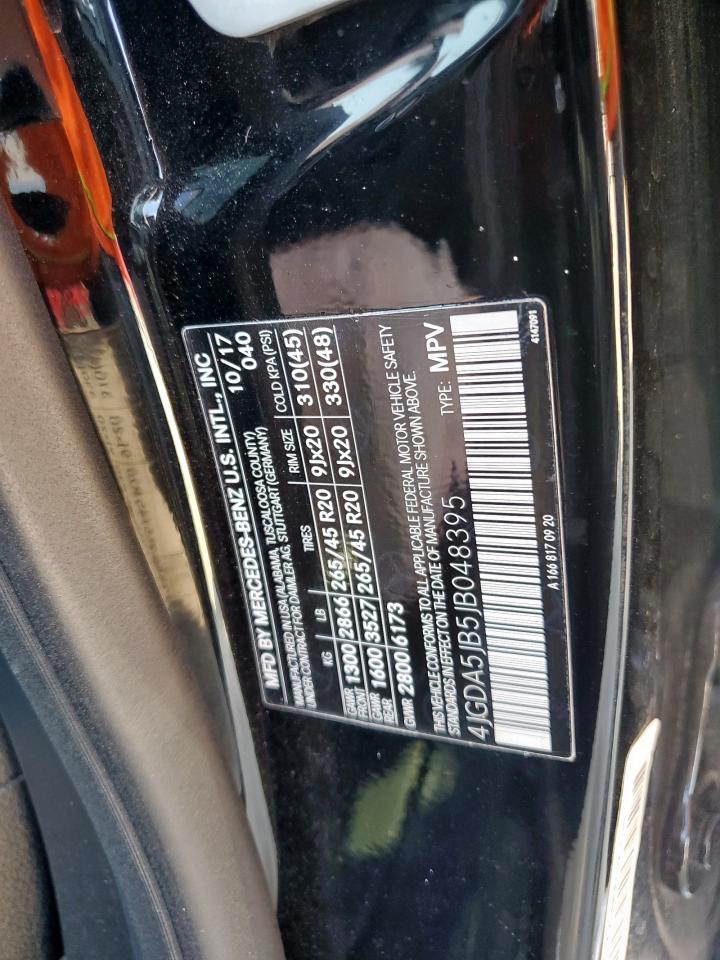 MFD BY MERCEDES-BENZ U.S. INTL., INC
MANUFACTURED IN USA (ALABAMA, TUSCALOOSA COUNTY) 10/17
UNDER CONTRACT FOR DAIMLER AG, STUTTGART (GERMANY) 040
KG LB TIRES RIM SIZE COLD KPA (PSI)
GAWR FRONT 1300 2866 265/45 R20 9Jx20 310(45)
GAWR REAR 1600 3527 265/45 R20 9Jx20 330(48)
GVWR 2800 6173
THIS VEHICLE CONFORMS TO ALL APPLICABLE FEDERAL MOTOR VEHICLE SAFETY
STANDARDS IN EFFECT ON THE DATE OF MANUFACTURE SHOWN ABOVE.
4JGDA5JB5JB048395 TYPE: MPV
A 166 817 09 20 4147091